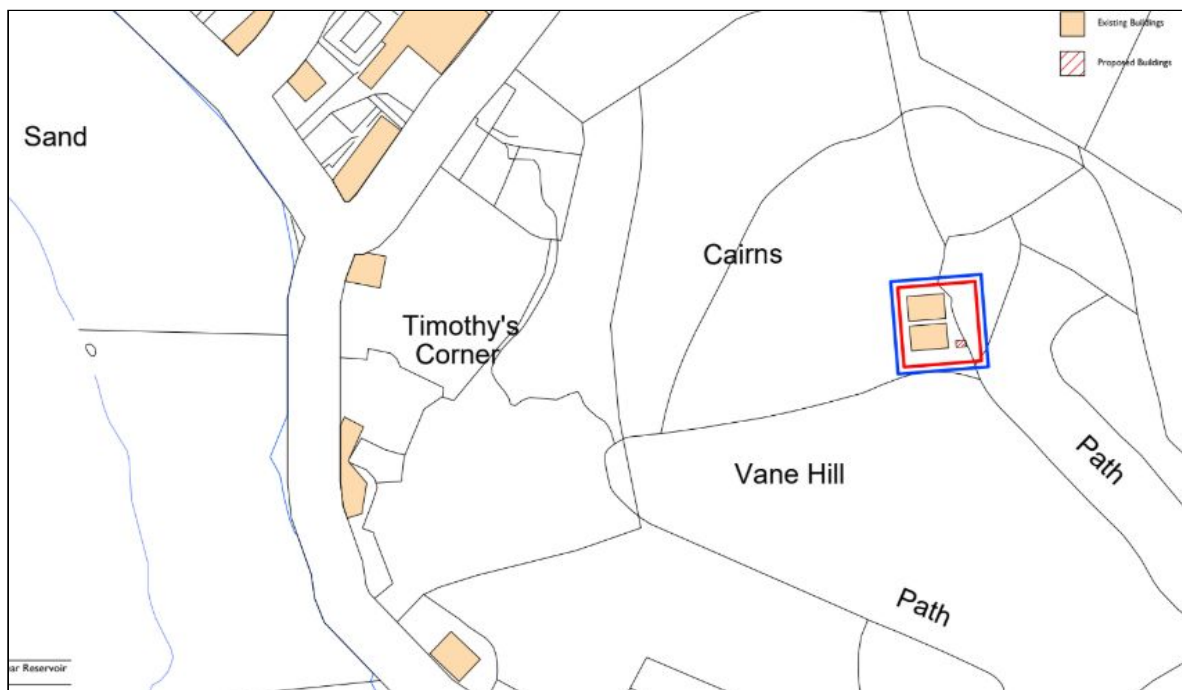 Existing Buildings
Proposed Buildings
Sand
Cairns
Timothy's
Corner
Vane Hill
Path
Path
ar Reservoir